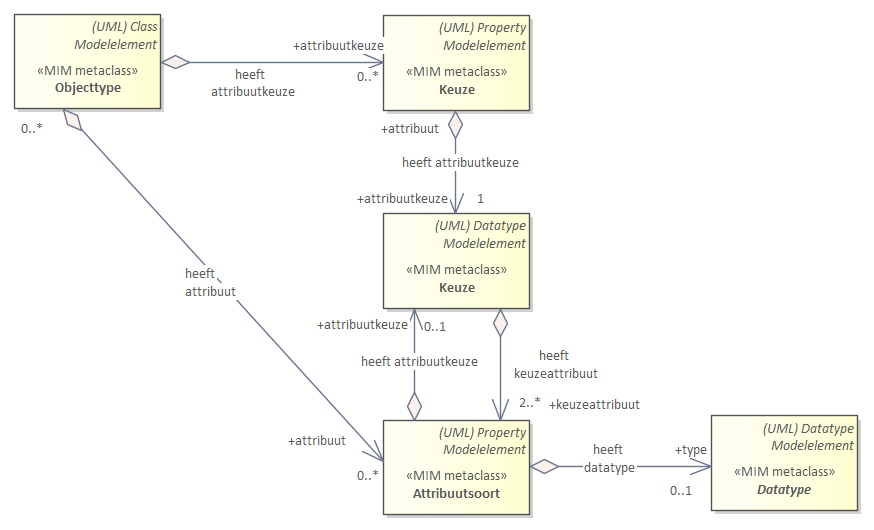 (UML) Class
Modelelement
«MIM metaclass»
Objecttype
0..*
heeft
attribuutkeuze
+attribuutkeuze
0..*
(UML) Property
Modelelement
«MIM metaclass»
Keuze
+attribuut
heeft attribuutkeuze
+attribuutkeuze
1
(UML) Datatype
Modelelement
«MIM metaclass»
Keuze
heeft
attribuut
+attribuutkeuze
0..1
heeft attribuutkeuze
heeft
keuzeattribuut
2..*
+keuzeattribuut
+attribuut
0..*
(UML) Property
Modelelement
«MIM metaclass»
Attribuutsoort
heeft
datatype
+type
0..1
(UML) Datatype
Modelelement
«MIM metaclass»
Datatype